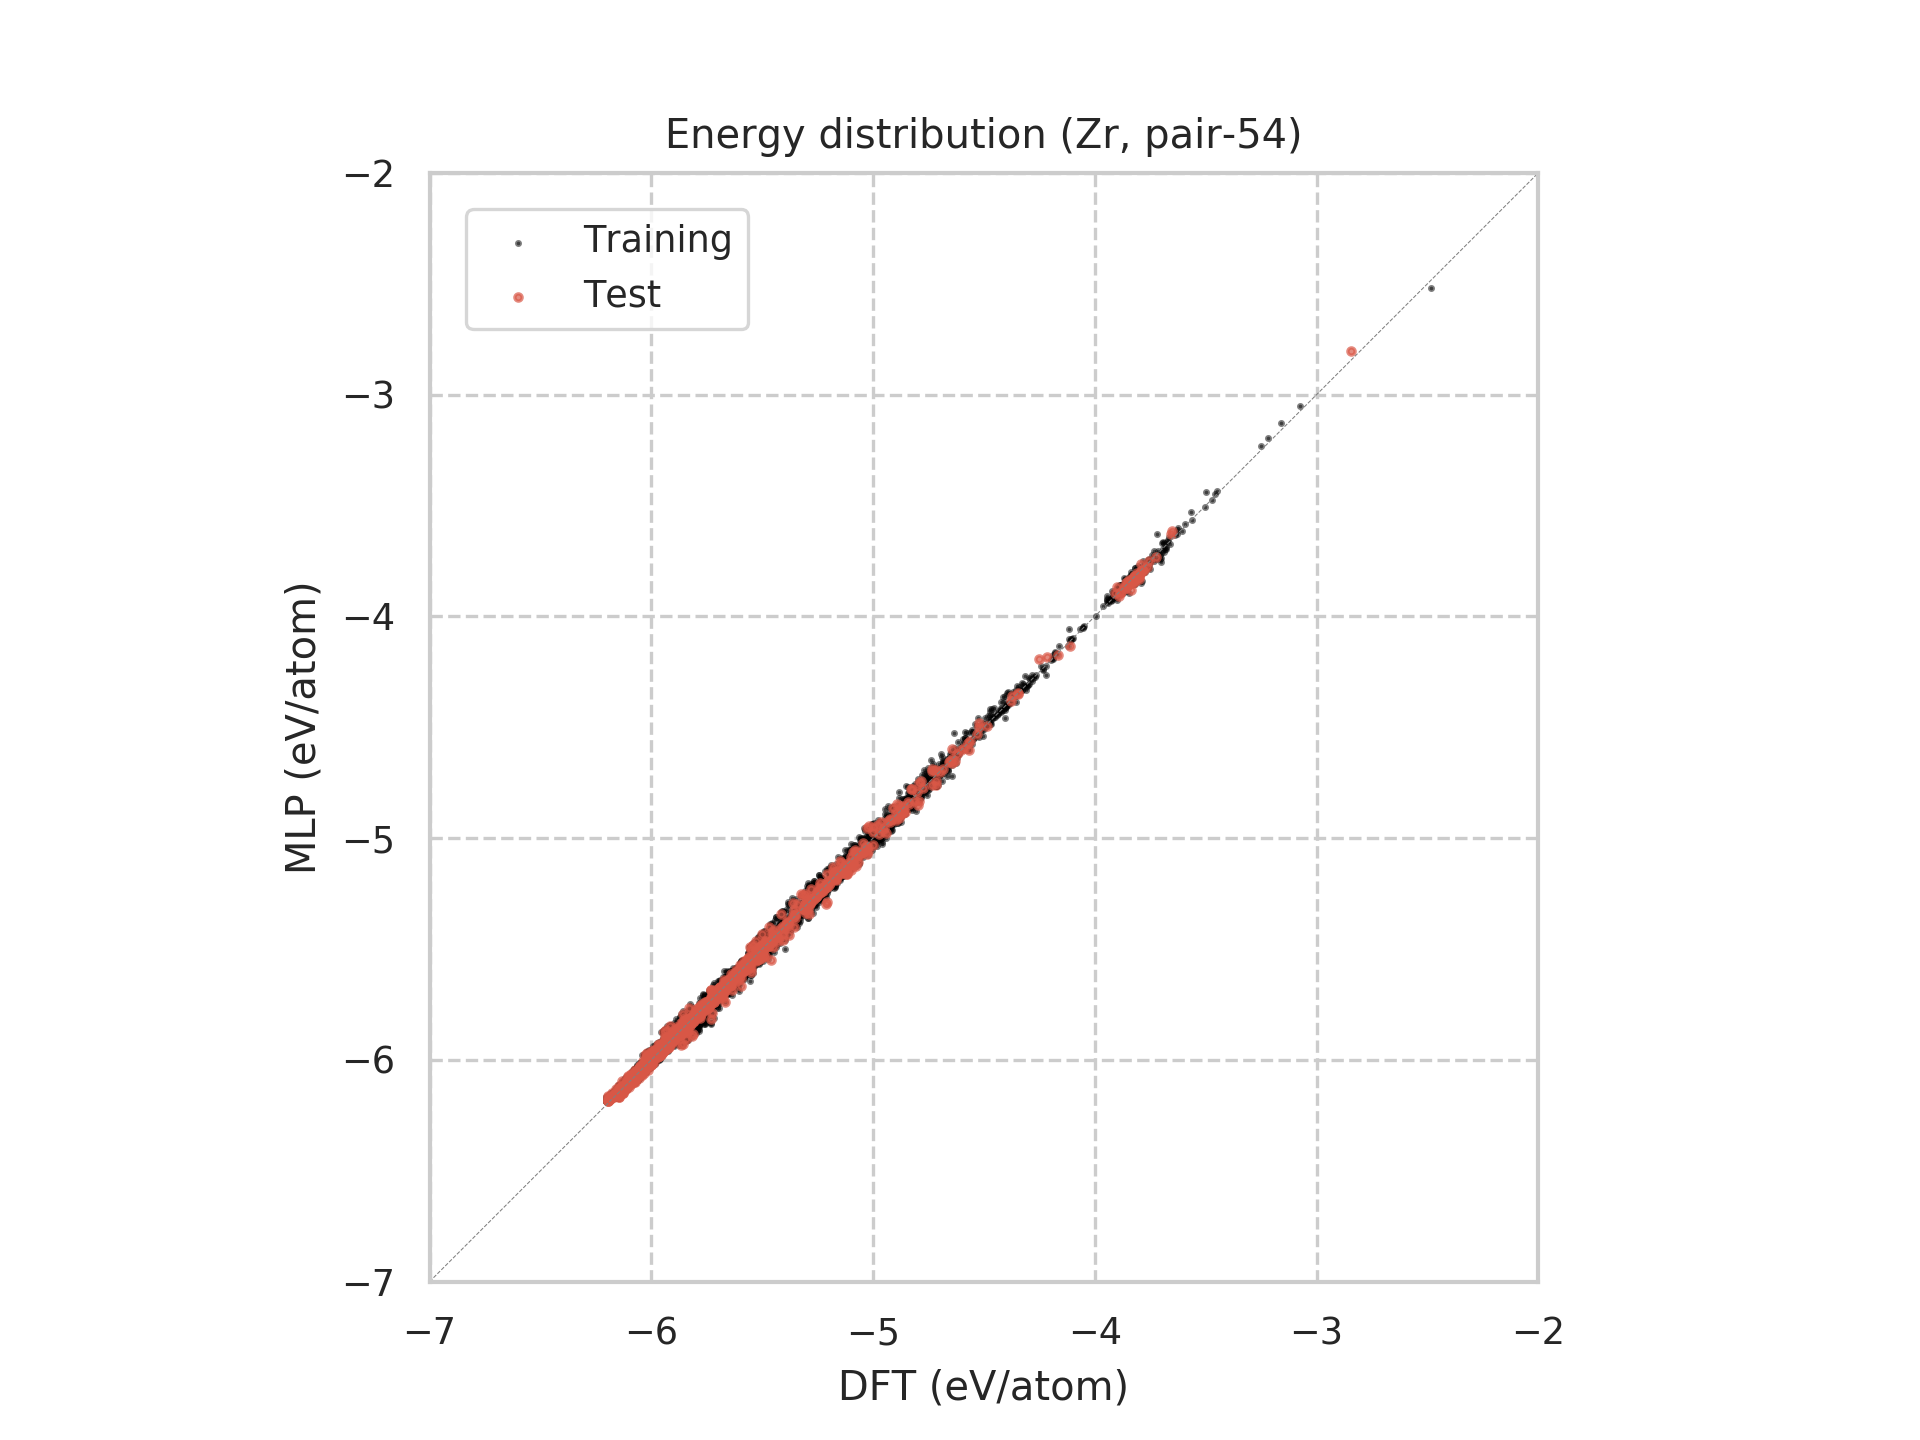 Energy distribution (Zr, pair-54)
−2
Training
Test
−3
−4
MLP (eV/atom)
−5
−6
−7
−7 −6 −5 −4 −3 −2
DFT (eV/atom)